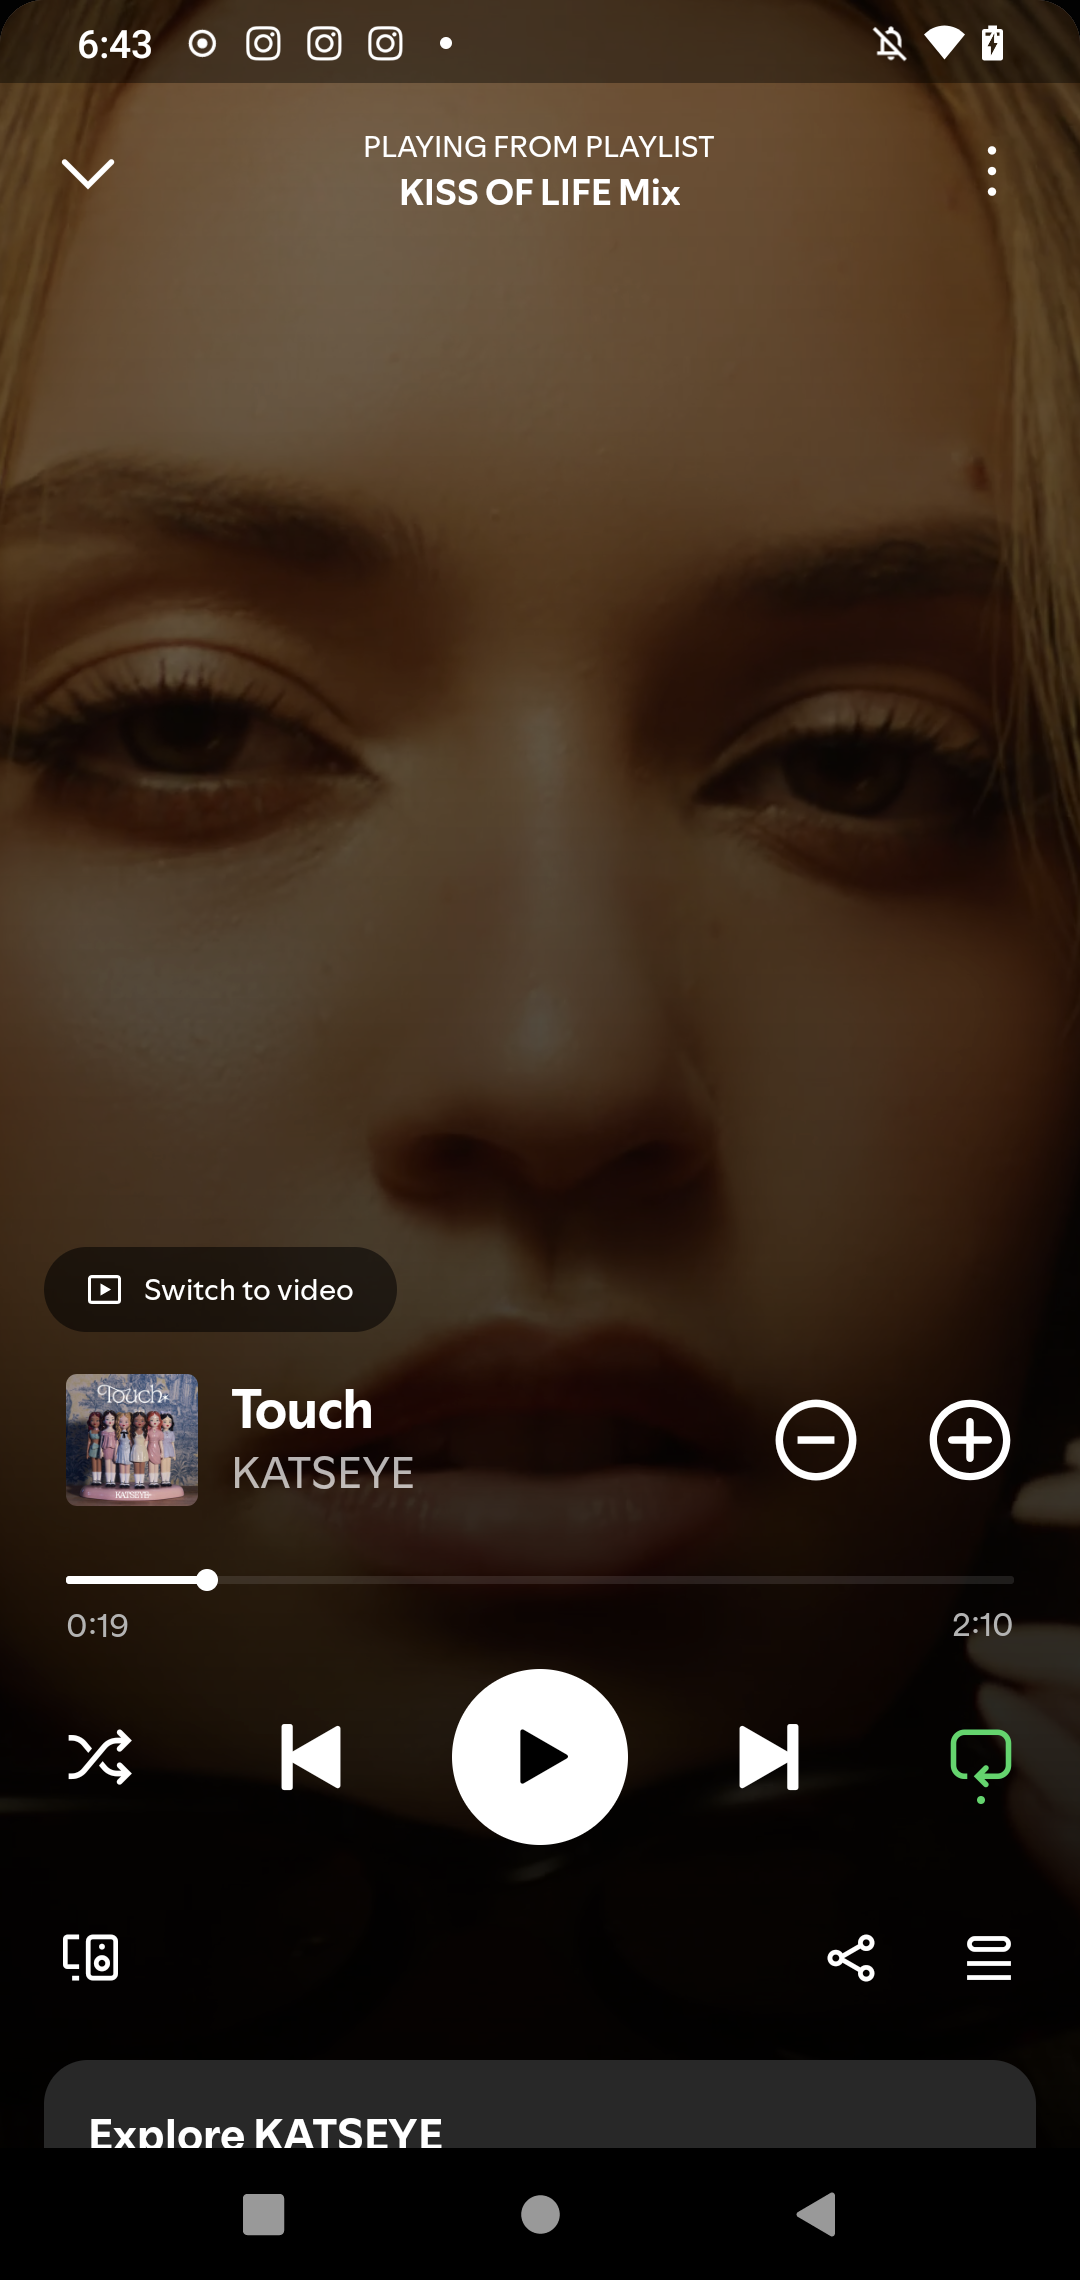 6:43
PLAYING FROM PLAYLIST
KISS OF LIFE Mix
Switch to video
Touch
KATSEYE
Touch
KATSEYE
0:19
2:10
Explore KATSEYE